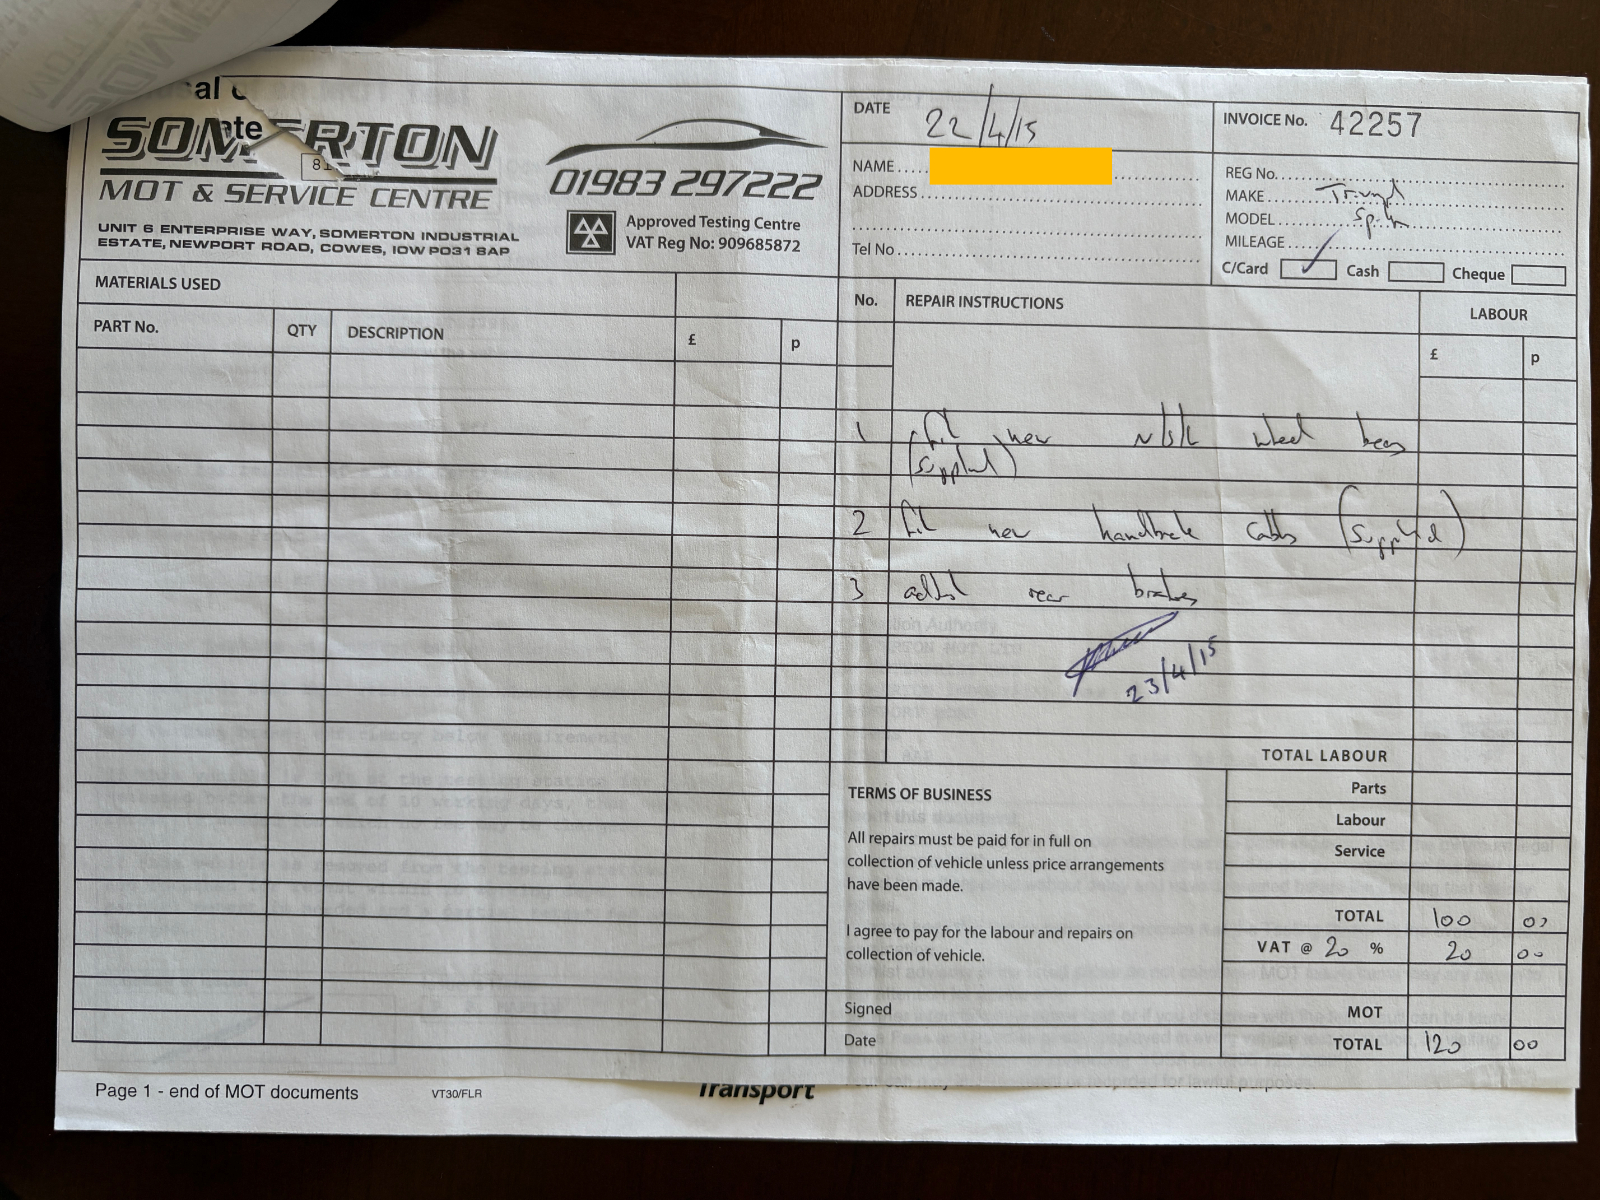 al
ate
SOMERTON
81
MOT & SERVICE CENTRE
UNIT 6 ENTERPRISE WAY, SOMERTON INDUSTRIAL
ESTATE, NEWPORT ROAD, COWES, IOW PO31 8AP
01983 297222
Approved Testing Centre
VAT Reg No: 909685872
DATE 22/4/15
NAME
ADDRESS
Tel No
INVOICE No. 42257
REG No.
MAKE
MODEL
MILEAGE
C/Card ✓ Cash Cheque
MATERIALS USED
PART No. QTY DESCRIPTION £ p
No. REPAIR INSTRUCTIONS LABOUR
£ p
1 fit new N/S/R wheel
(supplied)
2 fit new handbrake cables (supplied)
3 adjust rear brakes
23/4/15
TOTAL LABOUR
TERMS OF BUSINESS
All repairs must be paid for in full on
collection of vehicle unless price arrangements
have been made.
I agree to pay for the labour and repairs on
collection of vehicle.
Signed
Date
Parts
Labour
Service
TOTAL 100 00
VAT @ 20 % 20 00
MOT
TOTAL 120 00
Page 1 - end of MOT documents VT30/FLR Transport